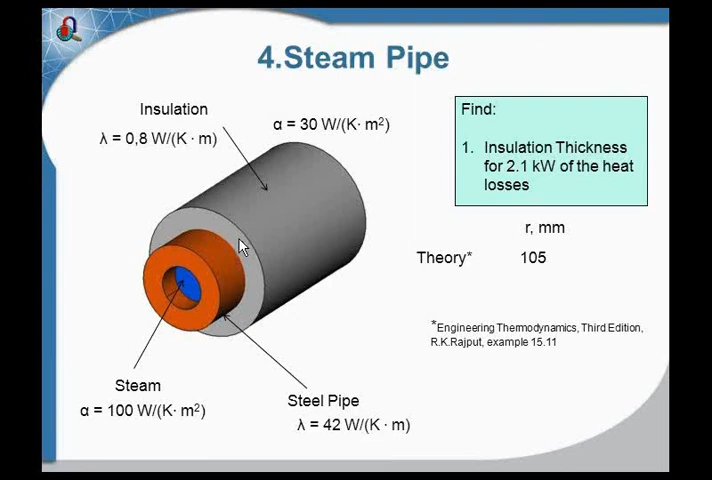 4.Steam Pipe
Insulation
λ = 0,8 W/(K · m)
α = 30 W/(K· m²)
Find:
1. Insulation Thickness
for 2.1 kW of the heat
losses
r, mm
Theory* 105
*Engineering Thermodynamics, Third Edition,
R.K.Rajput, example 15.11
Steam
α = 100 W/(K· m²)
Steel Pipe
λ = 42 W/(K · m)